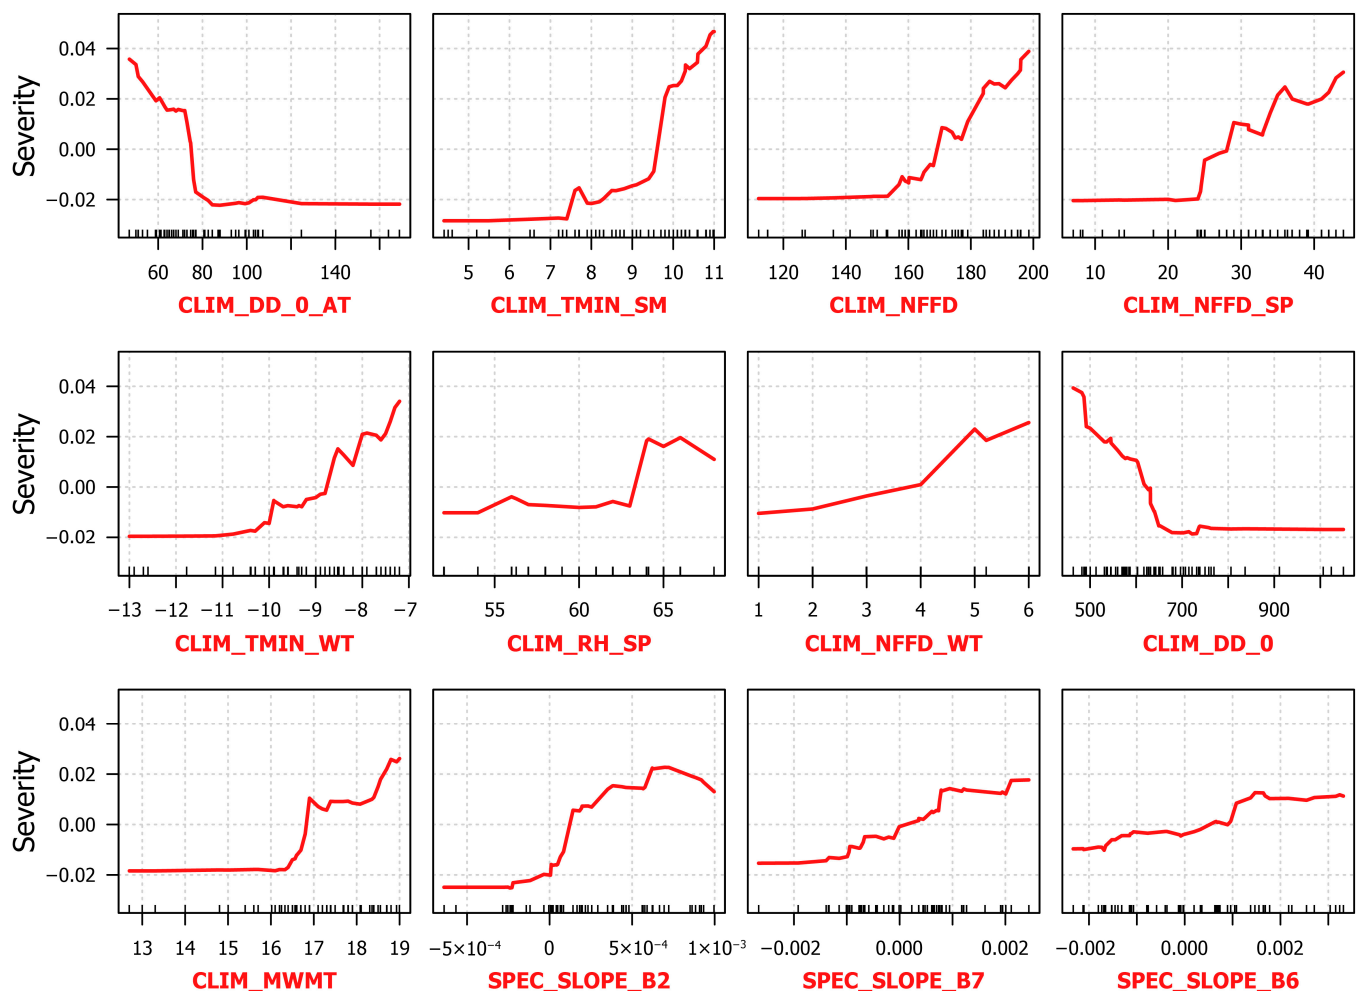 Severity
0.04
0.02
0.00
−0.02
60 80 100 140
CLIM_DD_0_AT
5 6 7 8 9 10 11
CLIM_TMIN_SM
120 140 160 180 200
CLIM_NFFD
10 20 30 40
CLIM_NFFD_SP
Severity
0.04
0.02
0.00
−0.02
−13 −12 −11 −10 −9 −8 −7
CLIM_TMIN_WT
55 60 65
CLIM_RH_SP
1 2 3 4 5 6
CLIM_NFFD_WT
500 700 900
CLIM_DD_0
Severity
0.04
0.02
0.00
−0.02
13 14 15 16 17 18 19
CLIM_MWMT
−5×10⁻⁴ 0 5×10⁻⁴ 1×10⁻³
SPEC_SLOPE_B2
−0.002 0.000 0.002
SPEC_SLOPE_B7
−0.002 0.000 0.002
SPEC_SLOPE_B6